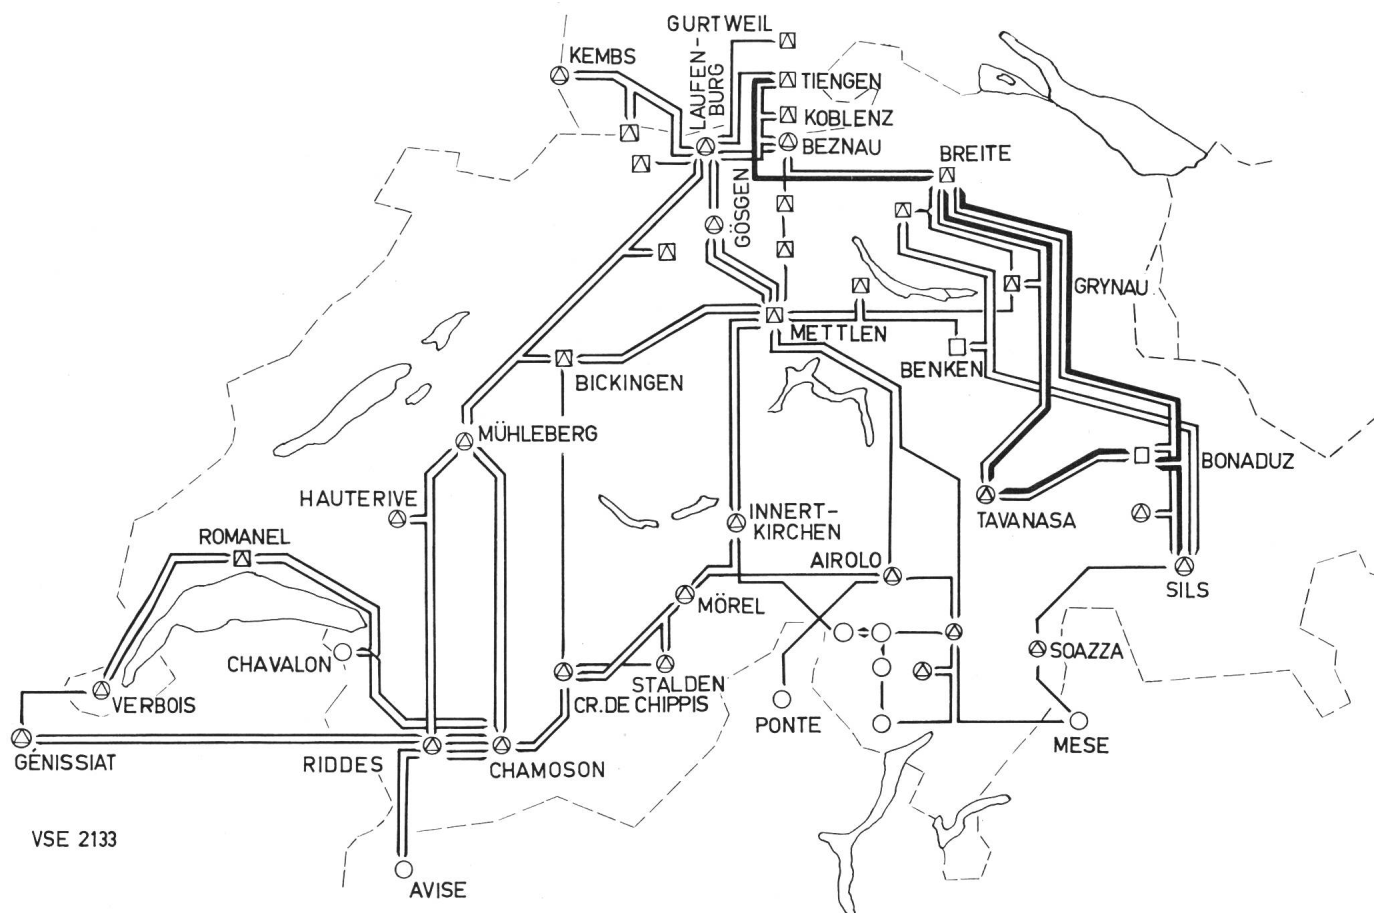 GURTWEIL
KEMBS
LAUFEN-
BURG
TIENGEN
KOBLENZ
BEZNAU
BREITE
GÖSGEN
GRYNAU
METTLEN
BENKEN
BICKINGEN
MÜHLEBERG
BONADUZ
HAUTERIVE
INNERT-
KIRCHEN
TAVANASA
ROMANEL
AIROLO
SILS
MÖREL
CHAVALON
SOAZZA
STALDEN
VERBOIS
CR.DE CHIPPIS
PONTE
MESE
GÉNISSIAT
RIDDES
CHAMOSON
VSE 2133
AVISE